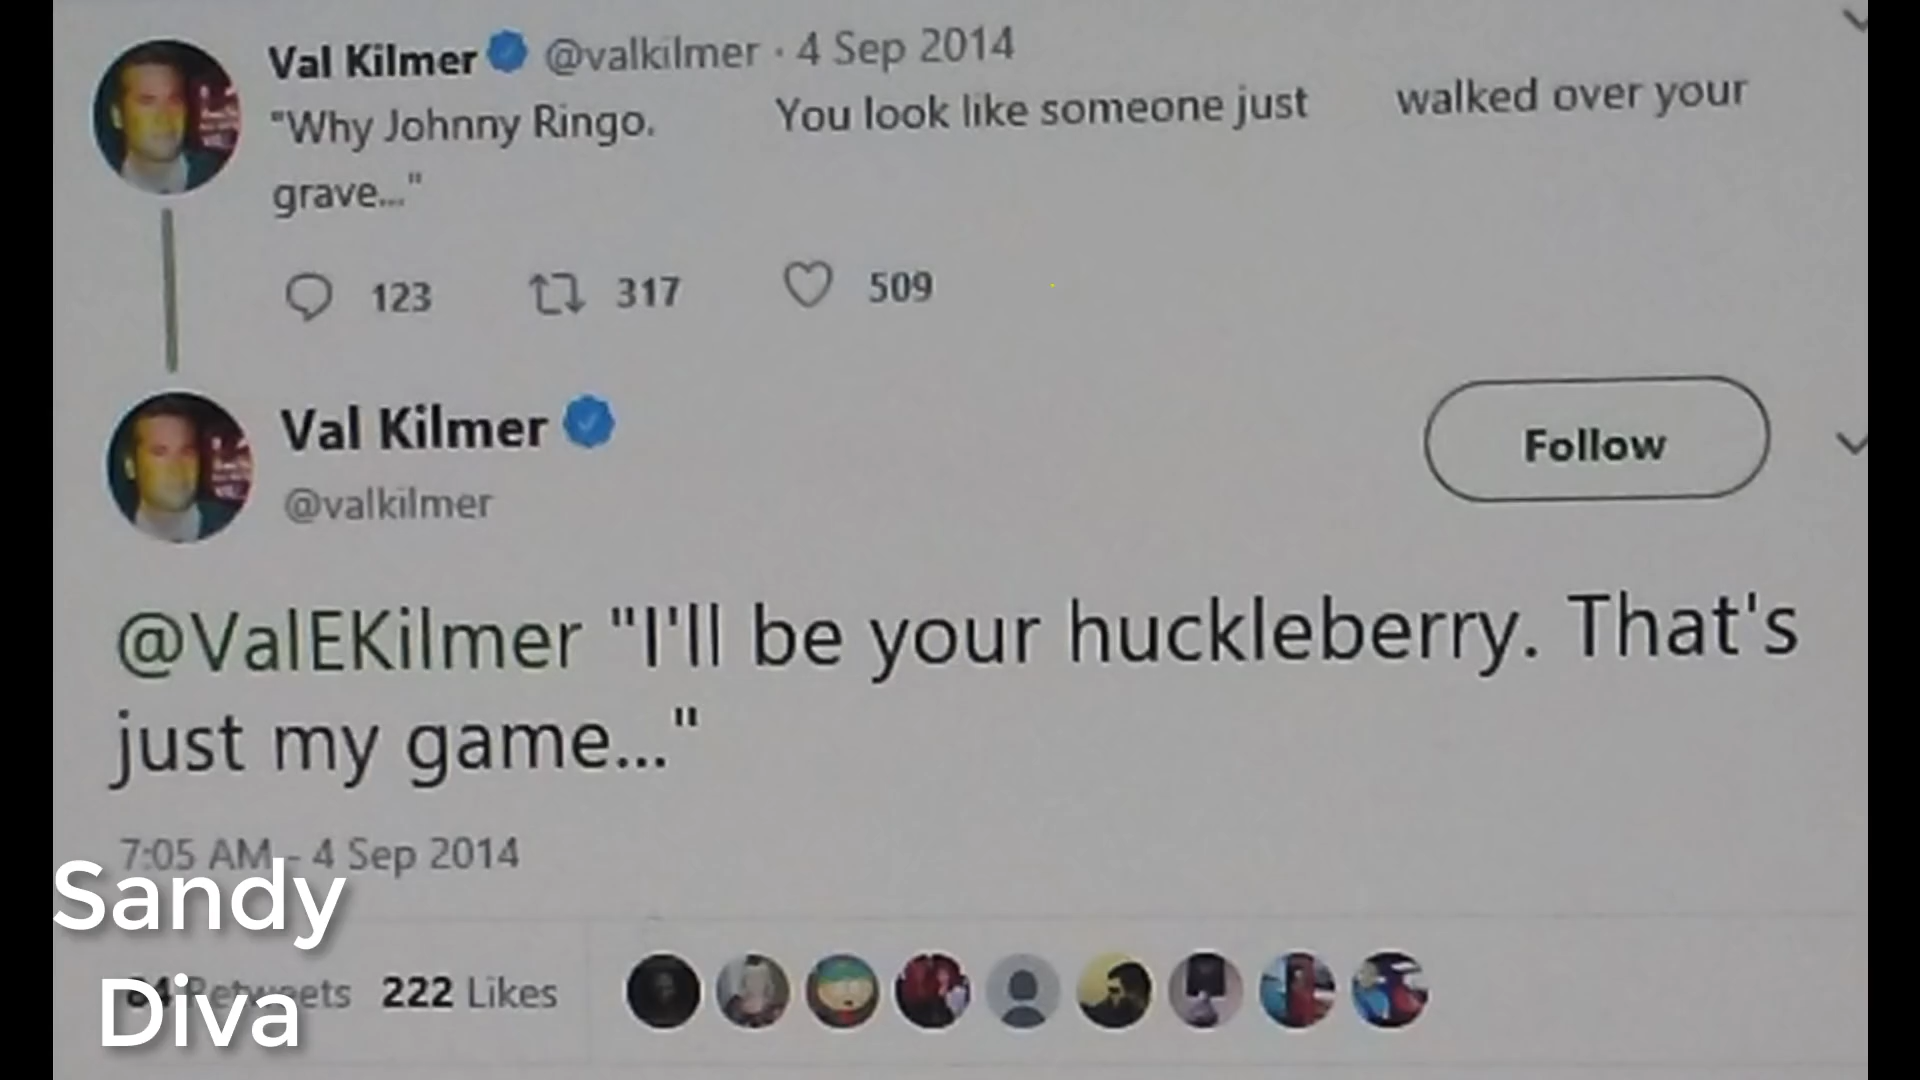 Val Kilmer @valkilmer · 4 Sep 2014
"Why Johnny Ringo. You look like someone just walked over your
grave..."
123 317 509
Val Kilmer
@valkilmer
Follow
@ValEKilmer "I'll be your huckleberry. That's
just my game..."
7:05 AM - 4 Sep 2014
Sandy
Retweets 222 Likes
Diva